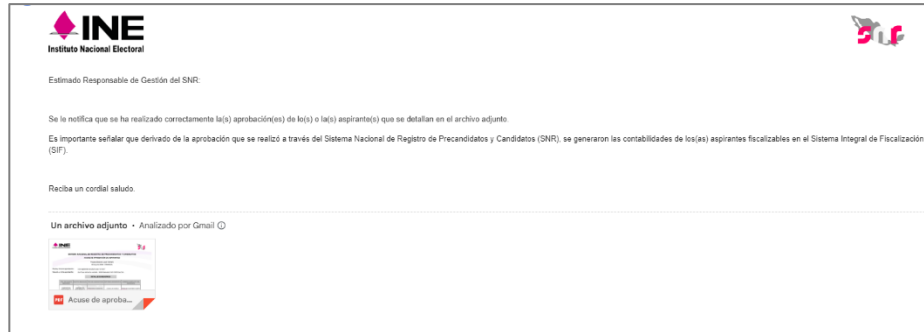 INE
Instituto Nacional Electoral
snr
Estimado Responsable de Gestión del SNR:
Se le notifica que se ha realizado correctamente la(s) aprobación(es) de lo(s) o la(s) aspirante(s) que se detallan en el archivo adjunto.
Es importante señalar que derivado de la aprobación que se realizó a través del Sistema Nacional de Registro de Precandidatos y Candidatos (SNR), se generaron las contabilidades de los(as) aspirantes fiscalizables en el Sistema Integral de Fiscalización
(SIF).
Reciba un cordial saludo.
Un archivo adjunto • Analizado por Gmail
INE
PDF Acuse de aproba...